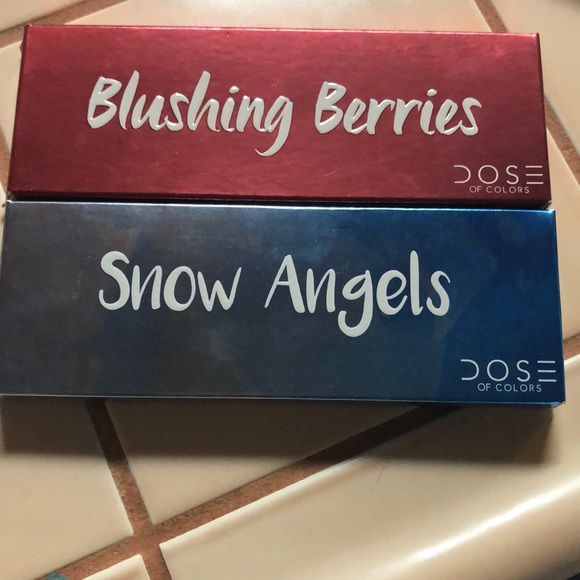 Blushing Berries
DOSE
OF COLORS
Snow Angels
DOSE
OF COLORS